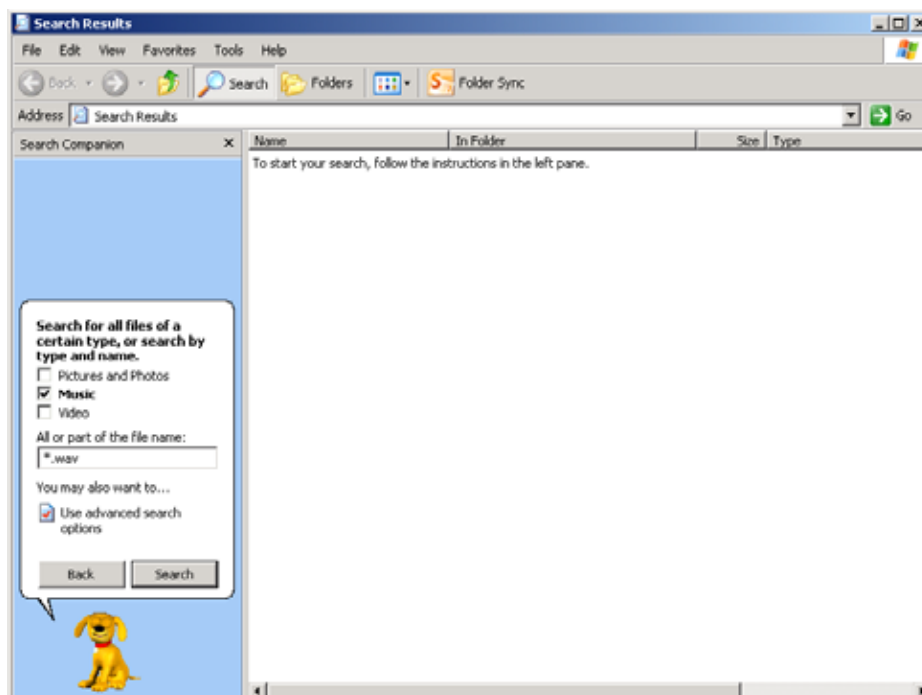 Search Results
File Edit View Favorites Tools Help
Back Search Folders Folder Sync
Address Search Results Go
Search Companion x Name In Folder Size Type
To start your search, follow the instructions in the left pane.
Search for all files of a
certain type, or search by
type and name.
Pictures and Photos
Music
Video
All or part of the file name:
*.wav
You may also want to...
Use advanced search
options
Back Search